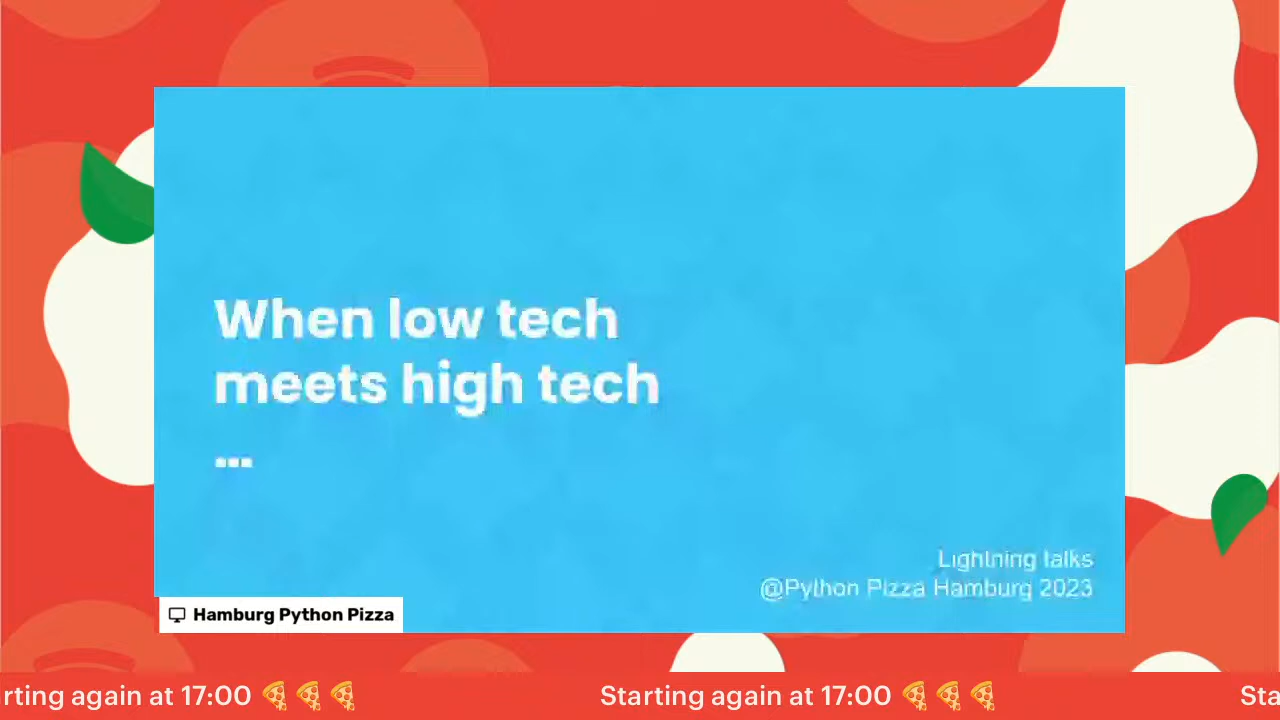 When low tech
meets high tech
...
Lightning talks
@Python Pizza Hamburg 2023
Hamburg Python Pizza
rting again at 17:00 🍕🍕🍕
Starting again at 17:00 🍕🍕🍕
Sta